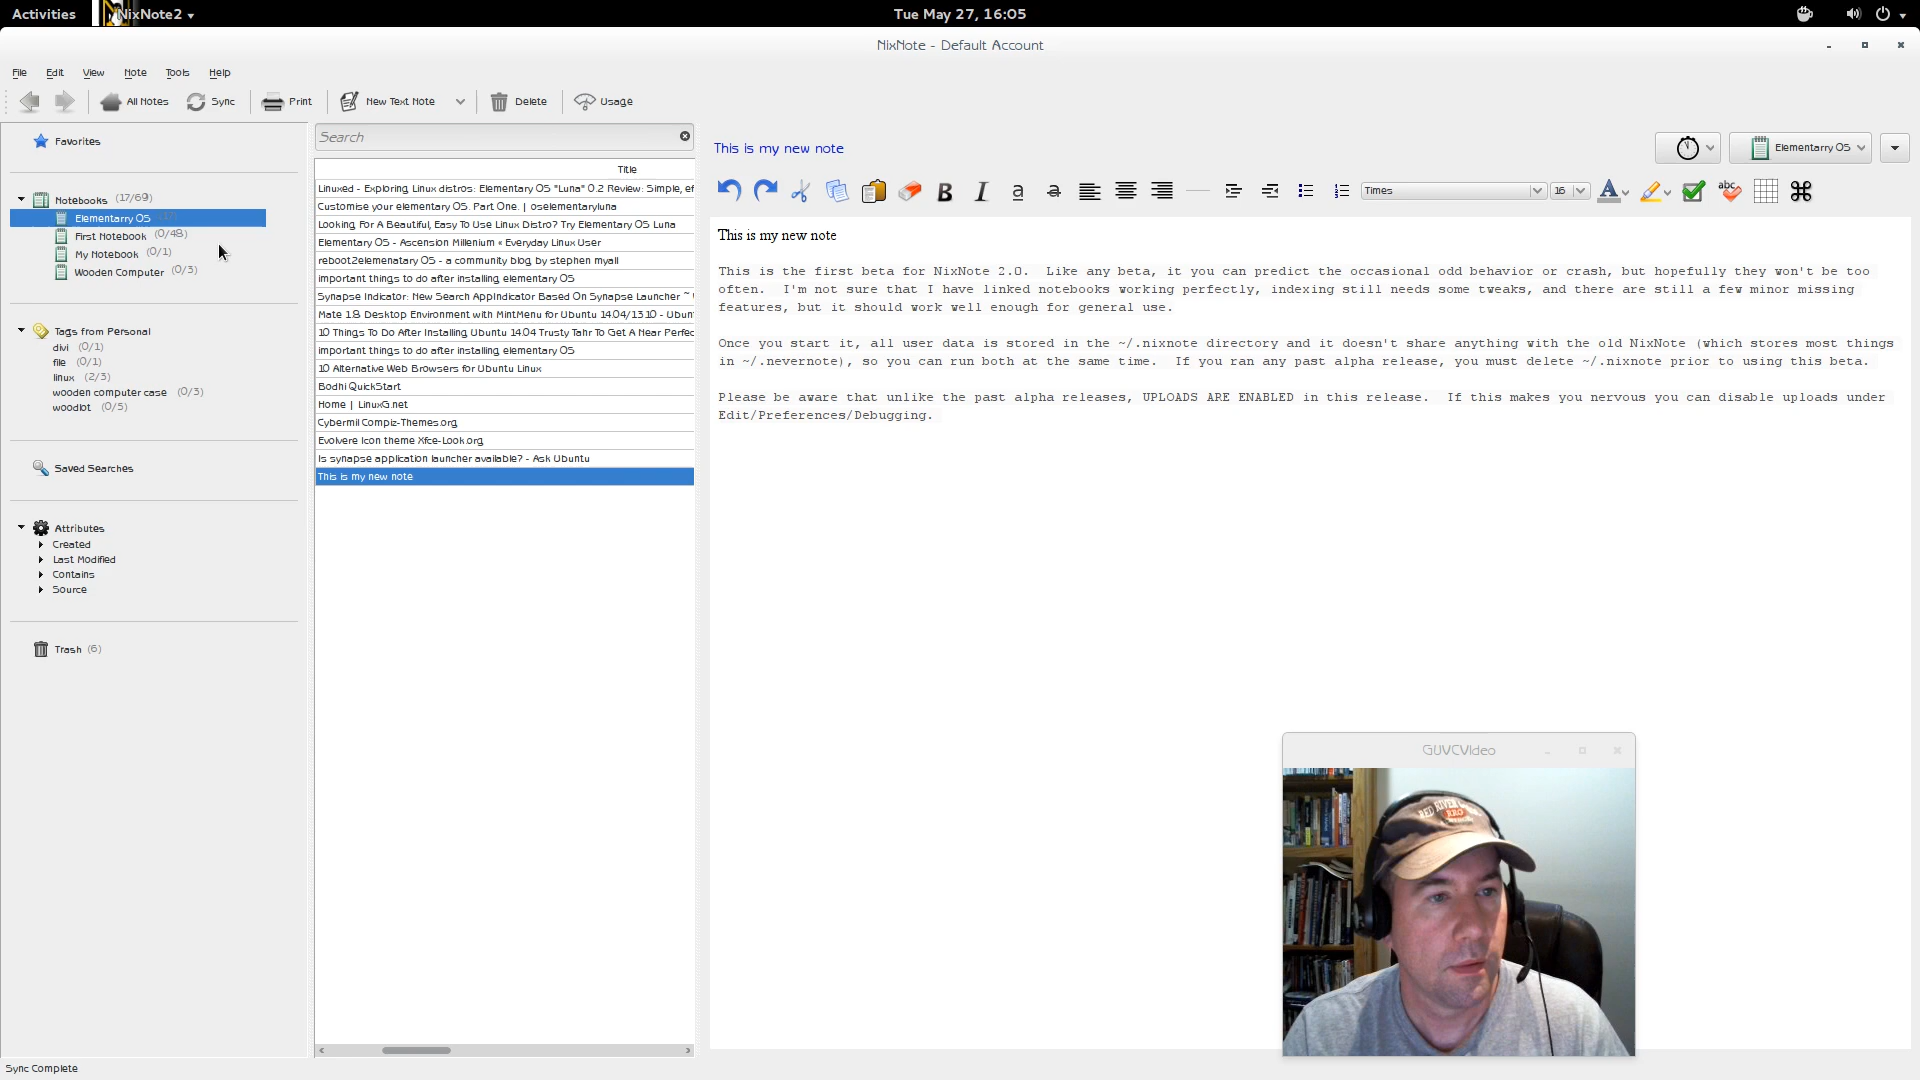 Activities
NixNote2
Tue May 27, 16:05
NixNote - Default Account
File Edit View Note Tools Help
All Notes Sync Print New Text Note Delete Usage
Favorites
Notebooks (17/69)
Elementarry OS (17)
First Notebook (0/48)
My Notebook (0/1)
Wooden Computer (0/3)
Tags from Personal
divi (0/1)
file (0/1)
linux (2/3)
wooden computer case (0/3)
woodlot (0/5)
Saved Searches
Attributes
Created
Last Modified
Contains
Source
Trash (6)
Sync Complete
Search
Title
Linuxed - Exploring Linux distros: Elementary OS "Luna" 0.2 Review: Simple, ef
Customise your elementary OS. Part One. | oselementaryluna
Looking For A Beautiful, Easy To Use Linux Distro? Try Elementary OS Luna
Elementary OS - Ascension Millenium « Everyday Linux User
reboot2elemenatary OS - a community blog by stephen myall
important things to do after installing elementary OS
Synapse Indicator: New Search AppIndicator Based On Synapse Launcher ~
Mate 1.8 Desktop Environment with MintMenu for Ubuntu 14.04/13.10 - Ubun
10 Things To Do After Installing Ubuntu 14.04 Trusty Tahr To Get A Near Perfec
important things to do after installing elementary OS
10 Alternative Web Browsers for Ubuntu Linux
Bodhi QuickStart
Home | LinuxG.net
Cybermil Compiz-Themes.org
Evolvere Icon theme Xfce-Look.org
Is synapse application launcher available? - Ask Ubuntu
This is my new note
This is my new note
Elementarry OS
Times 16
This is my new note
This is the first beta for NixNote 2.0. Like any beta, it you can predict the occasional odd behavior or crash, but hopefully they won't be too
often. I'm not sure that I have linked notebooks working perfectly, indexing still needs some tweaks, and there are still a few minor missing
features, but it should work well enough for general use.
Once you start it, all user data is stored in the ~/.nixnote directory and it doesn't share anything with the old NixNote (which stores most things
in ~/.nevernote), so you can run both at the same time. If you ran any past alpha release, you must delete ~/.nixnote prior to using this beta.
Please be aware that unlike the past alpha releases, UPLOADS ARE ENABLED in this release. If this makes you nervous you can disable uploads under
Edit/Preferences/Debugging.
GUVCVideo
RED RIVER